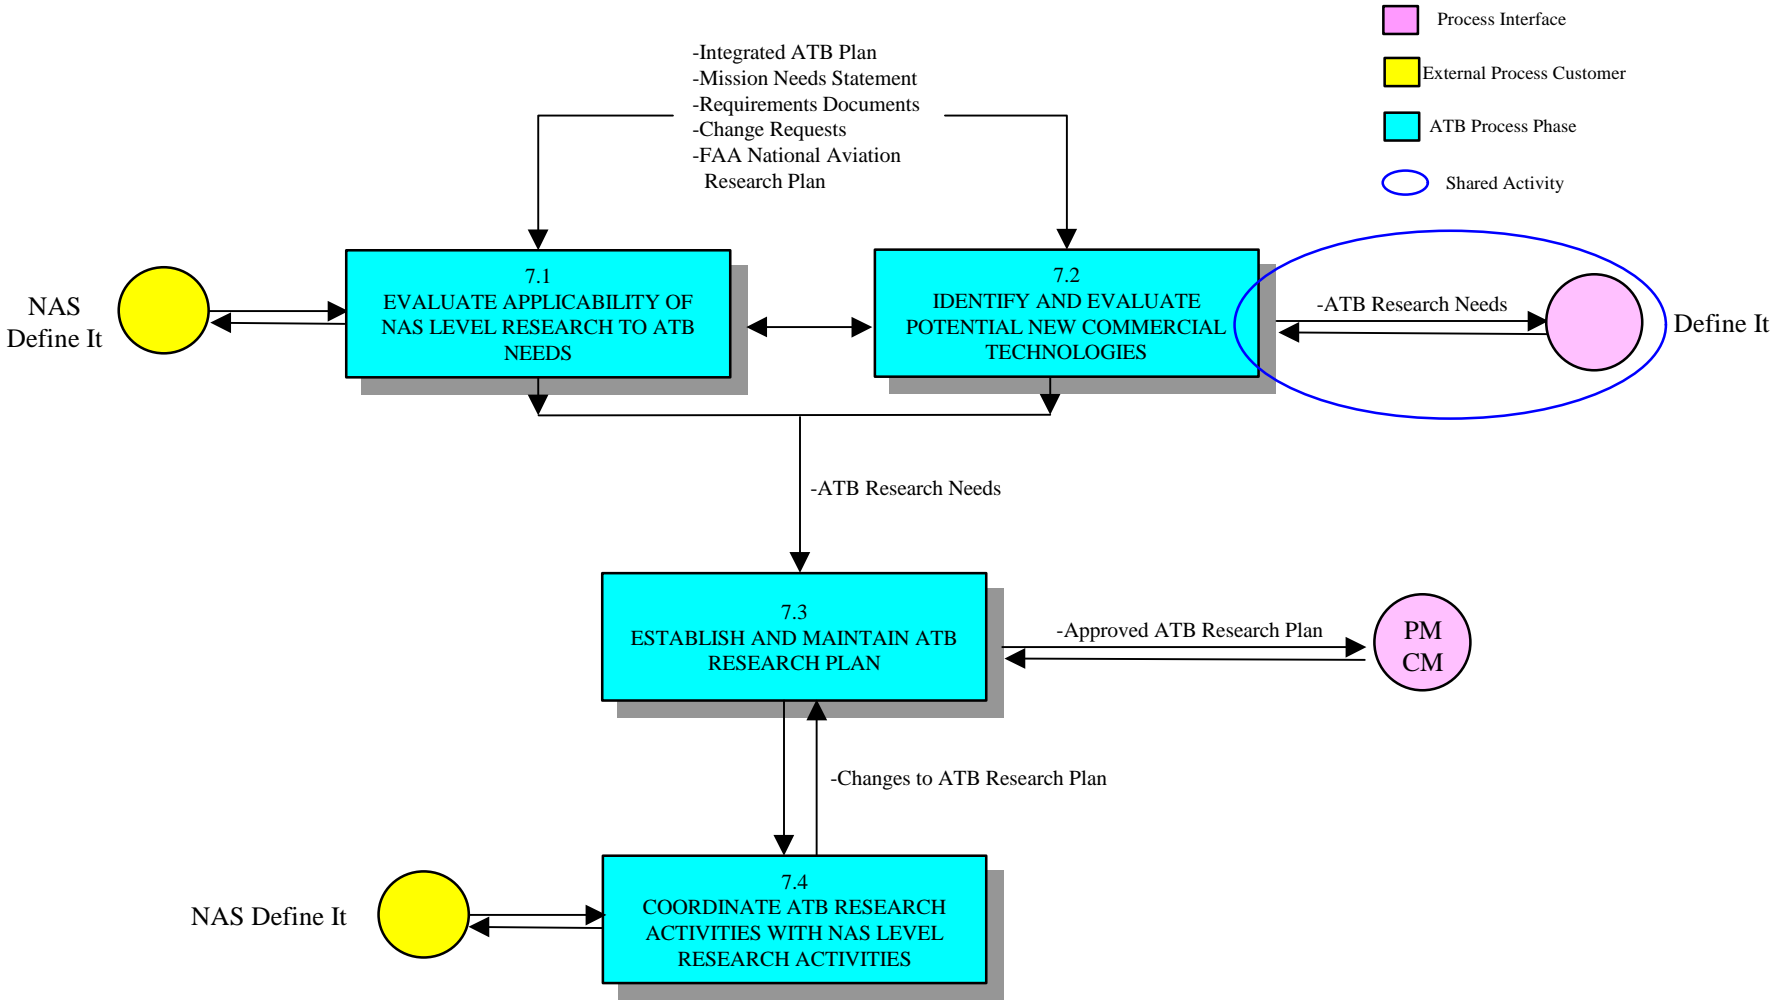 Process Interface
External Process Customer
ATB Process Phase
Shared Activity
-Integrated ATB Plan
-Mission Needs Statement
-Requirements Documents
-Change Requests
-FAA National Aviation
Research Plan
NAS
Define It
7.1
EVALUATE APPLICABILITY OF
NAS LEVEL RESEARCH TO ATB
NEEDS
7.2
IDENTIFY AND EVALUATE
POTENTIAL NEW COMMERCIAL
TECHNOLOGIES
-ATB Research Needs
Define It
-ATB Research Needs
7.3
ESTABLISH AND MAINTAIN ATB
RESEARCH PLAN
-Approved ATB Research Plan
PM
CM
-Changes to ATB Research Plan
NAS Define It
7.4
COORDINATE ATB RESEARCH
ACTIVITIES WITH NAS LEVEL
RESEARCH ACTIVITIES